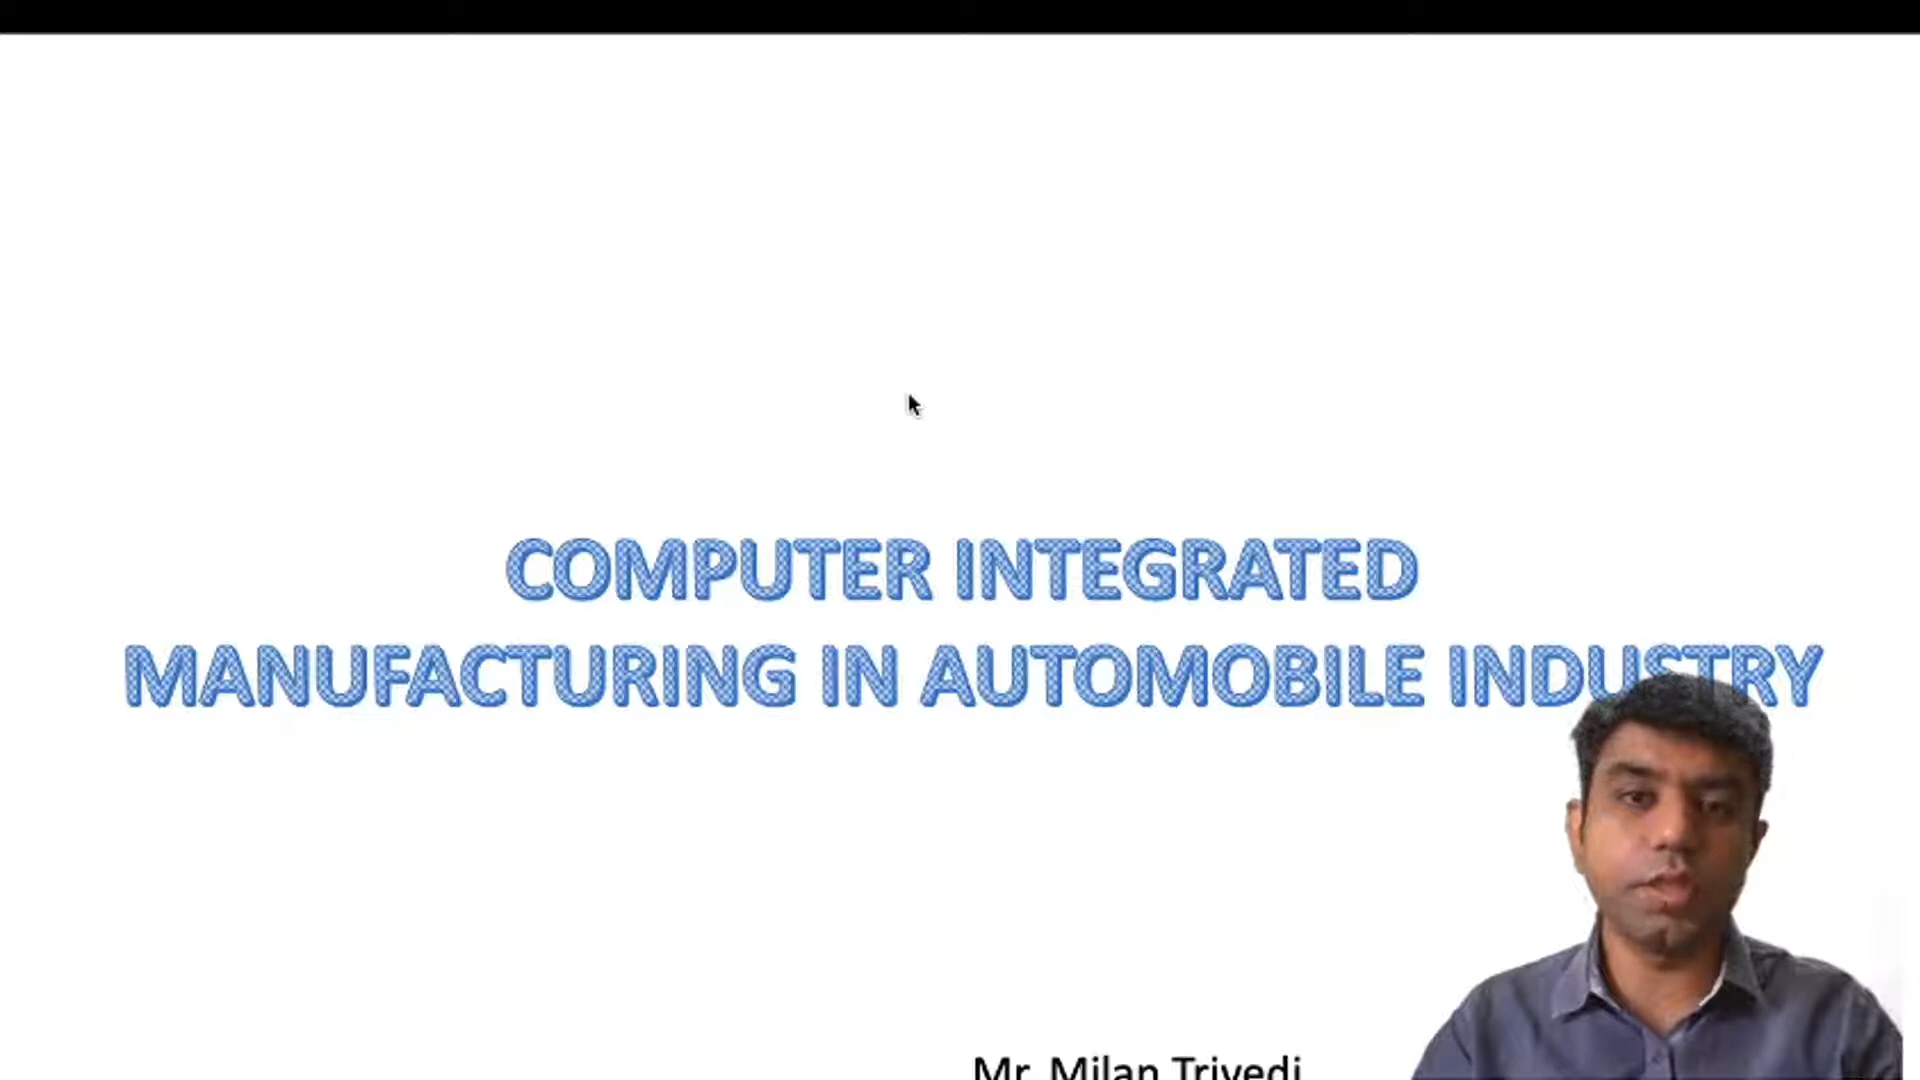 COMPUTER INTEGRATED
MANUFACTURING IN AUTOMOBILE INDUSTRY
Mr. Milan Trivedi